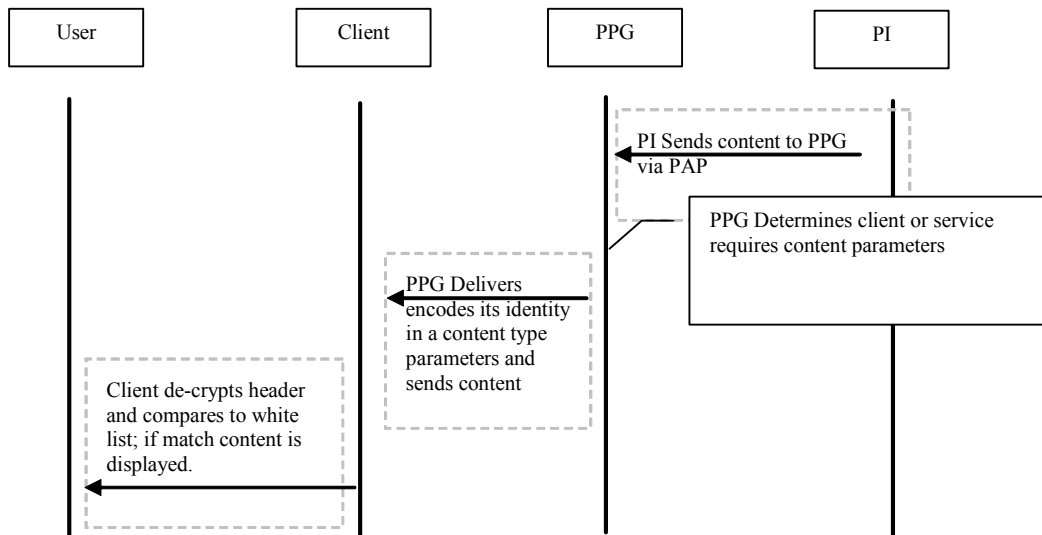 User
Client
PPG
PI
PI Sends content to PPG
via PAP
PPG Determines client or service
requires content parameters
PPG Delivers
encodes its identity
in a content type
parameters and
sends content
Client de-crypts header
and compares to white
list; if match content is
displayed.